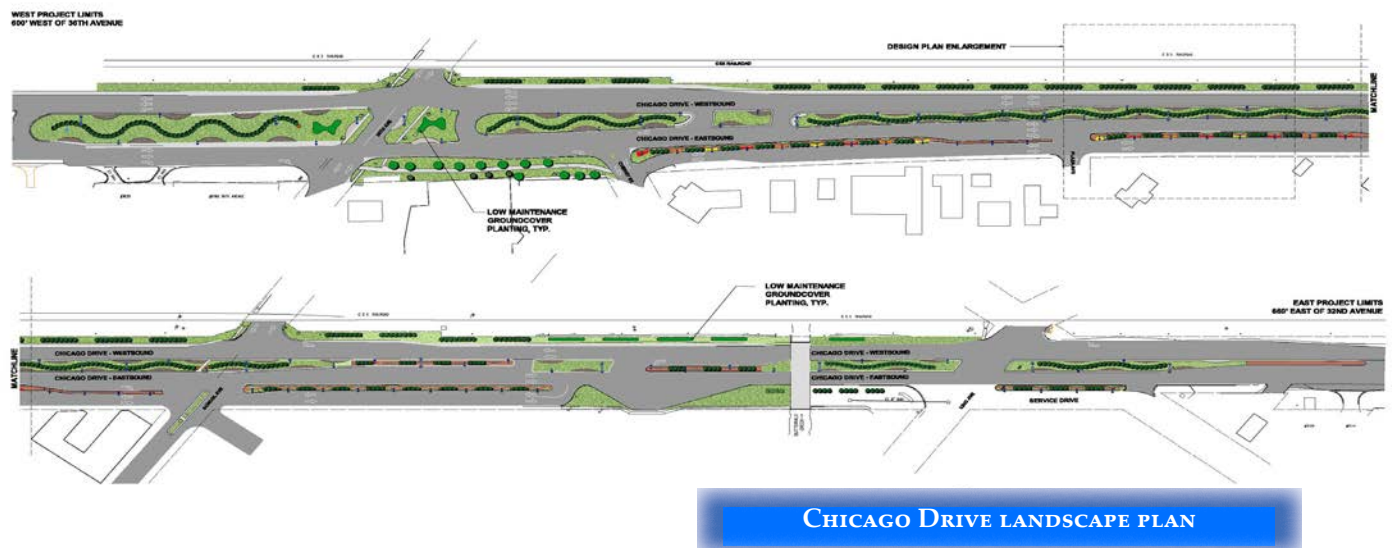 WEST PROJECT LIMITS
600' WEST OF 36TH AVENUE
DESIGN PLAN ENLARGEMENT
CSX RAILROAD
MATCHLINE
CHICAGO DRIVE - WESTBOUND
CHICAGO DRIVE - EASTBOUND
LOW MAINTENANCE
GROUNDCOVER
PLANTING, TYP.
LOW MAINTENANCE
GROUNDCOVER
PLANTING, TYP.
EAST PROJECT LIMITS
660' EAST OF 32ND AVENUE
MATCHLINE
CHICAGO DRIVE - WESTBOUND
CHICAGO DRIVE - WESTBOUND
CHICAGO DRIVE - EASTBOUND
CHICAGO DRIVE - EASTBOUND
SERVICE DRIVE
Chicago Drive landscape plan